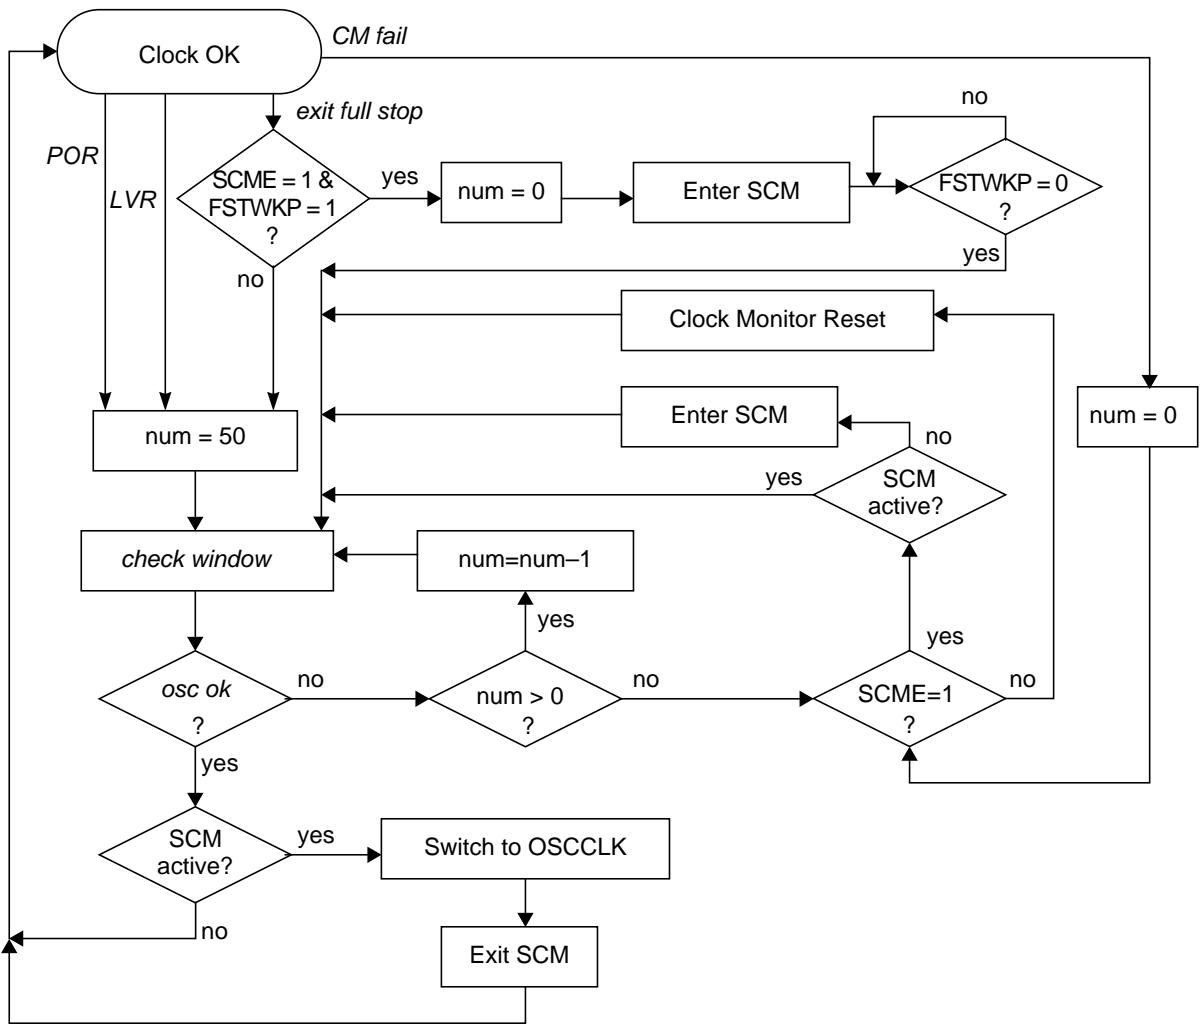 CM fail
Clock OK
exit full stop
no
POR
SCME = 1 &
FSTWKP = 1
?
yes
num = 0
Enter SCM
FSTWKP = 0
?
LVR
yes
no
Clock Monitor Reset
Enter SCM
num = 0
num = 50
no
SCM
active?
yes
check window
num=num–1
yes
yes
osc ok
?
no
num > 0
?
no
SCME=1
?
no
yes
SCM
active?
yes
Switch to OSCCLK
no
Exit SCM